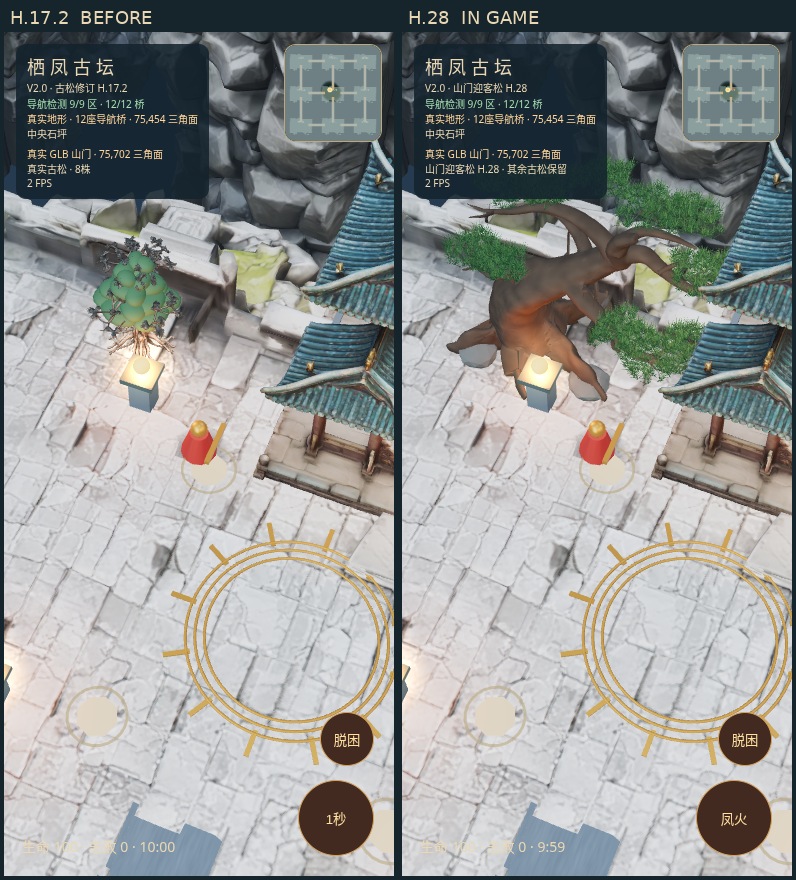 H.17.2 BEFORE
栖凤古坛
V2.0 · 古松修订 H.17.2
导航检测 9/9 区 · 12/12 桥
真实地形 · 12座导航桥 · 75,454 三角面
中央石坪
真实 GLB 山门 · 75,702 三角面
真实古松 · 8株
2 FPS
脱困
1秒
0 · 10:00
H.28 IN GAME
栖凤古坛
V2.0 · 山门迎客松 H.28
导航检测 9/9 区 · 12/12 桥
真实地形 · 12座导航桥 · 75,454 三角面
中央石坪
真实 GLB 山门 · 75,702 三角面
山门迎客松 H.28 · 其余古松保留
2 FPS
脱困
凤火
0 · 9:59